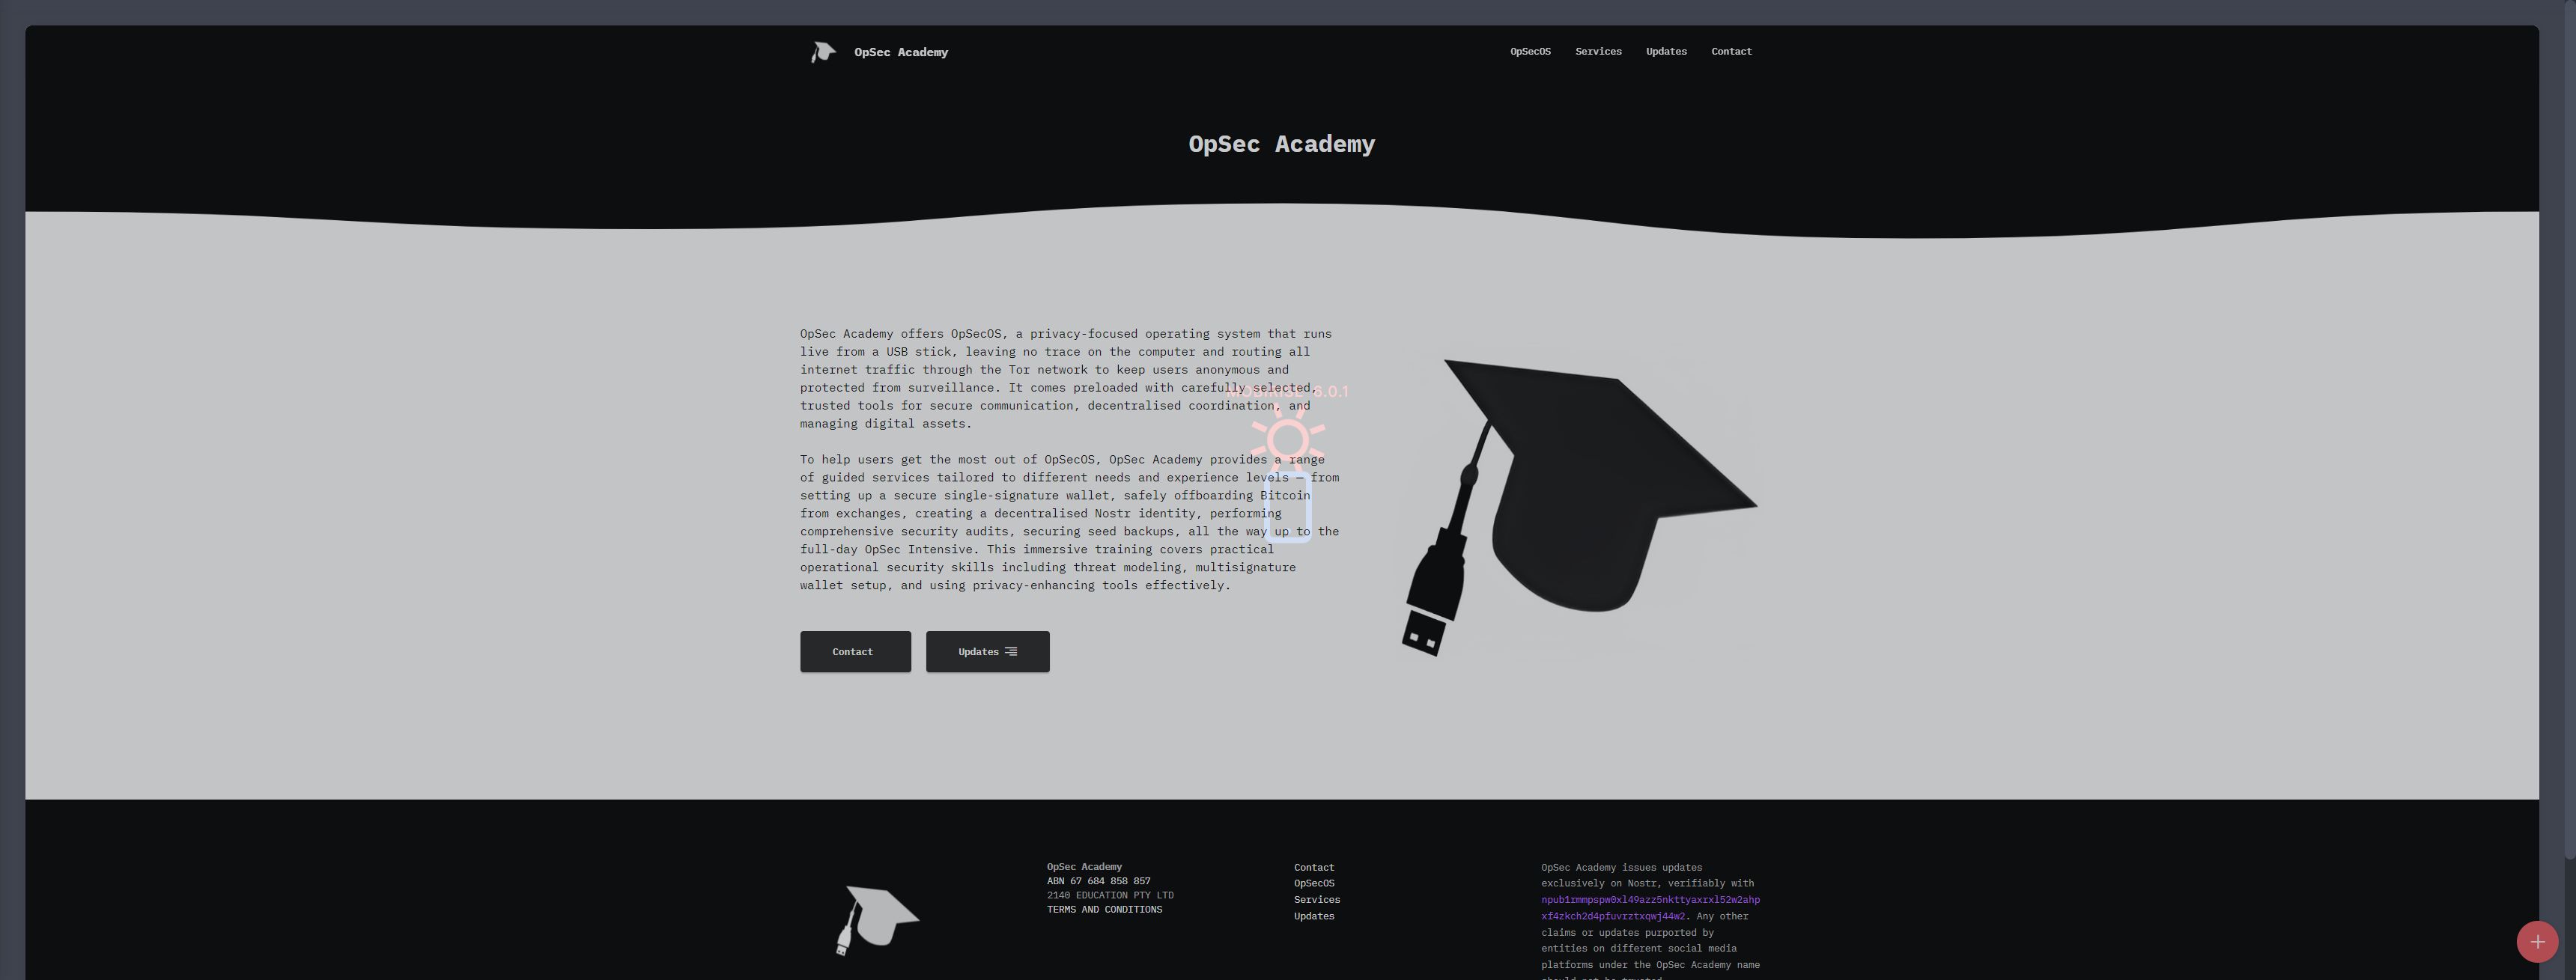 OpSec Academy
OpSecOS
Services
Updates
Contact
OpSec Academy
OpSec Academy offers OpSecOS, a privacy-focused operating system that runs
live from a USB stick, leaving no trace on the computer and routing all
internet traffic through the Tor network to keep users anonymous and
protected from surveillance. It comes preloaded with carefully selected,
MOBIRISE 6.0.1
trusted tools for secure communication, decentralised coordination, and
managing digital assets.
To help users get the most out of OpSecOS, OpSec Academy provides a range
of guided services tailored to different needs and experience levels — from
setting up a secure single-signature wallet, safely offboarding Bitcoin
from exchanges, creating a decentralised Nostr identity, performing
comprehensive security audits, securing seed backups, all the way up to the
full-day OpSec Intensive. This immersive training covers practical
operational security skills including threat modeling, multisignature
wallet setup, and using privacy-enhancing tools effectively.
Contact
Updates
OpSec Academy
ABN 67 684 858 857
2140 EDUCATION PTY LTD
TERMS AND CONDITIONS
Contact
OpSecOS
Services
Updates
OpSec Academy issues updates
exclusively on Nostr, verifiably with
npub1rmmpspw0xl49azz5nkttyaxrxl52w2ahp
xf4zkch2d4pfuvrztxqwj44w2. Any other
claims or updates purported by
entities on different social media
platforms under the OpSec Academy name
should not be trusted